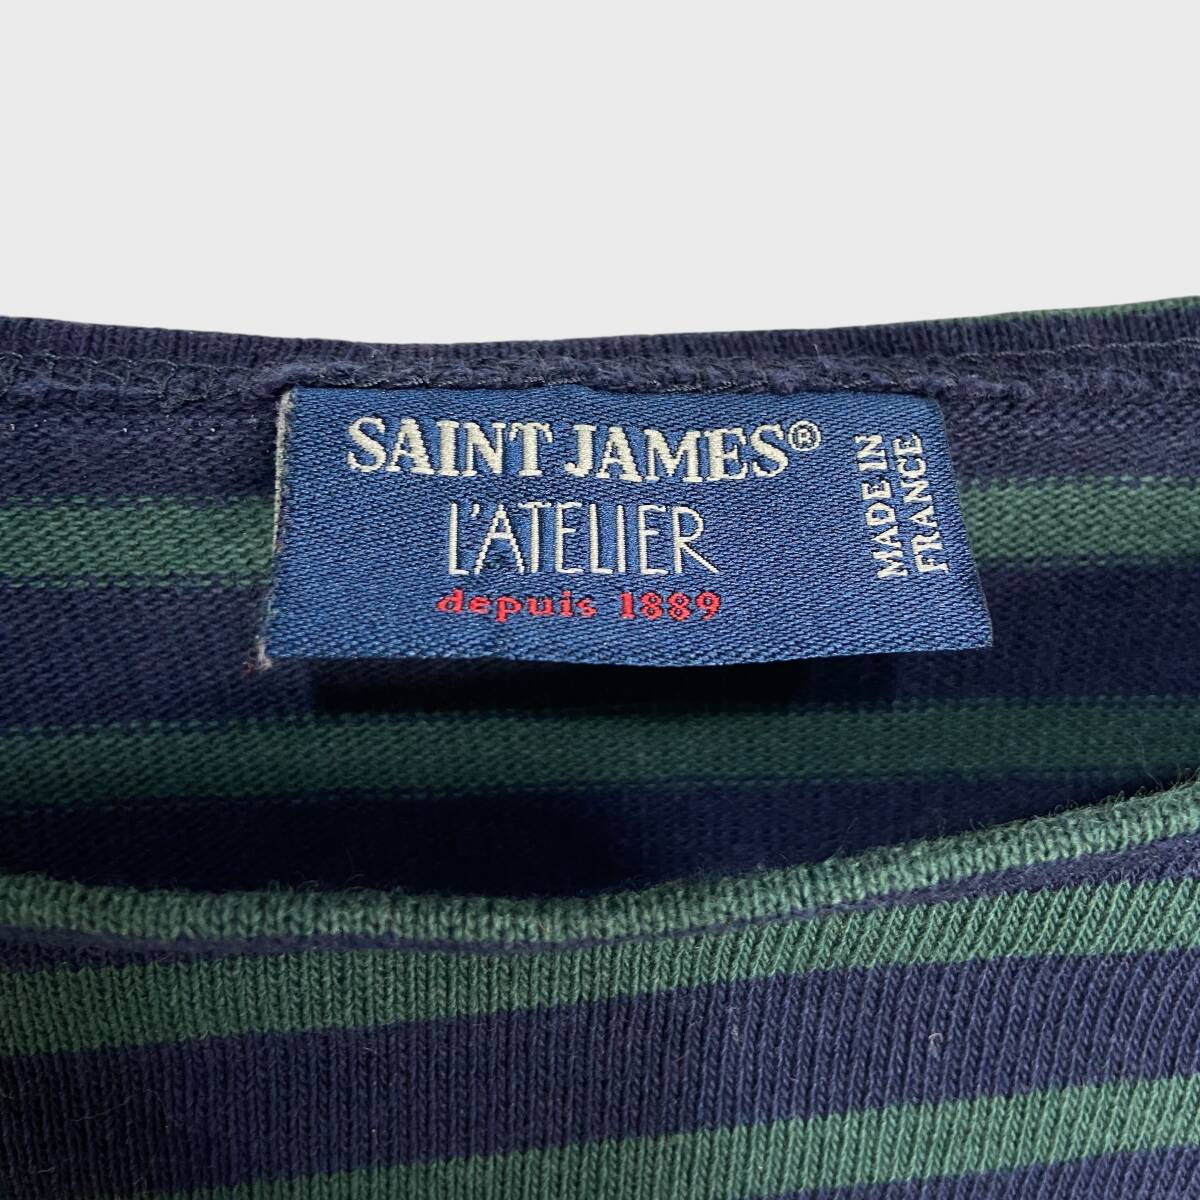 SAINT JAMES®
L'ATELIER
depuis 1889
MADE IN
FRANCE